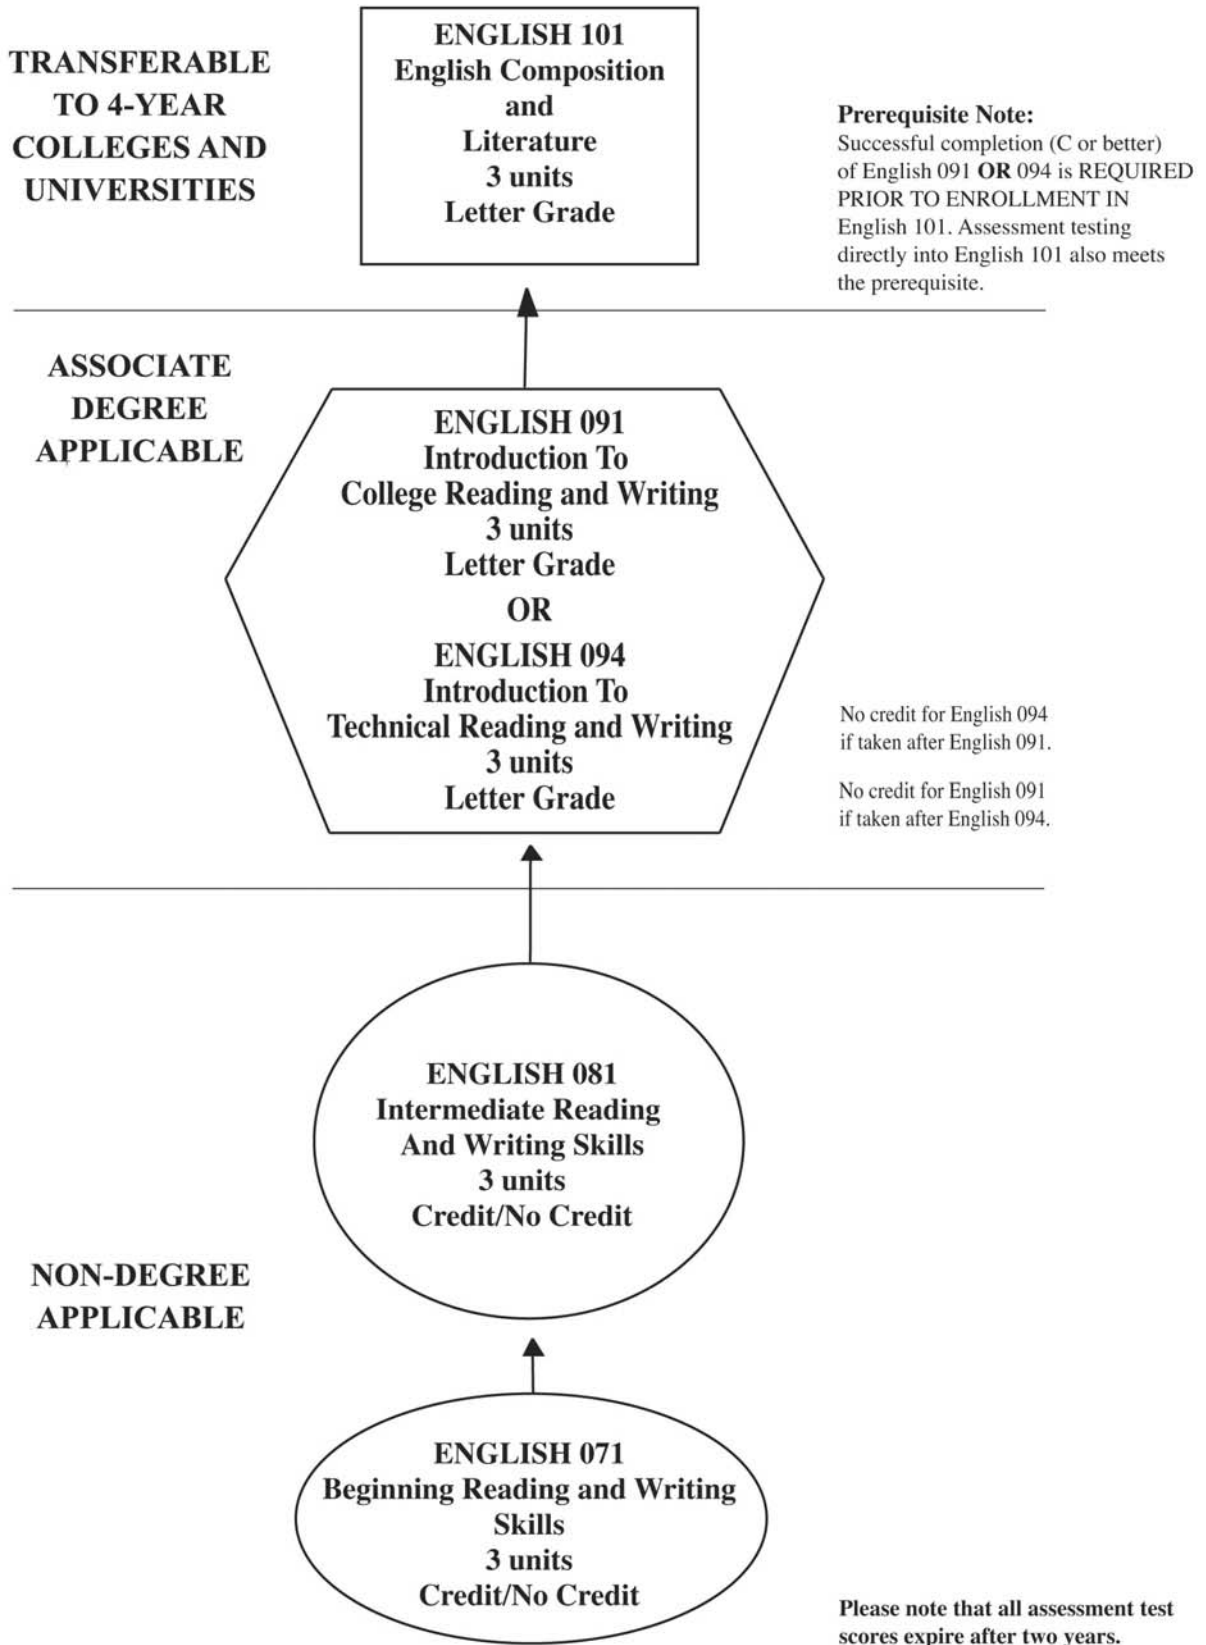 TRANSFERABLE
TO 4-YEAR
COLLEGES AND
UNIVERSITIES
ENGLISH 101
English Composition
and
Literature
3 units
Letter Grade
Prerequisite Note:
Successful completion (C or better)
of English 091 OR 094 is REQUIRED
PRIOR TO ENROLLMENT IN
English 101. Assessment testing
directly into English 101 also meets
the prerequisite.
ASSOCIATE
DEGREE
APPLICABLE
ENGLISH 091
Introduction To
College Reading and Writing
3 units
Letter Grade
OR
ENGLISH 094
Introduction To
Technical Reading and Writing
3 units
Letter Grade
No credit for English 094
if taken after English 091.
No credit for English 091
if taken after English 094.
ENGLISH 081
Intermediate Reading
And Writing Skills
3 units
Credit/No Credit
NON-DEGREE
APPLICABLE
ENGLISH 071
Beginning Reading and Writing
Skills
3 units
Credit/No Credit
Please note that all assessment test
scores expire after two years.